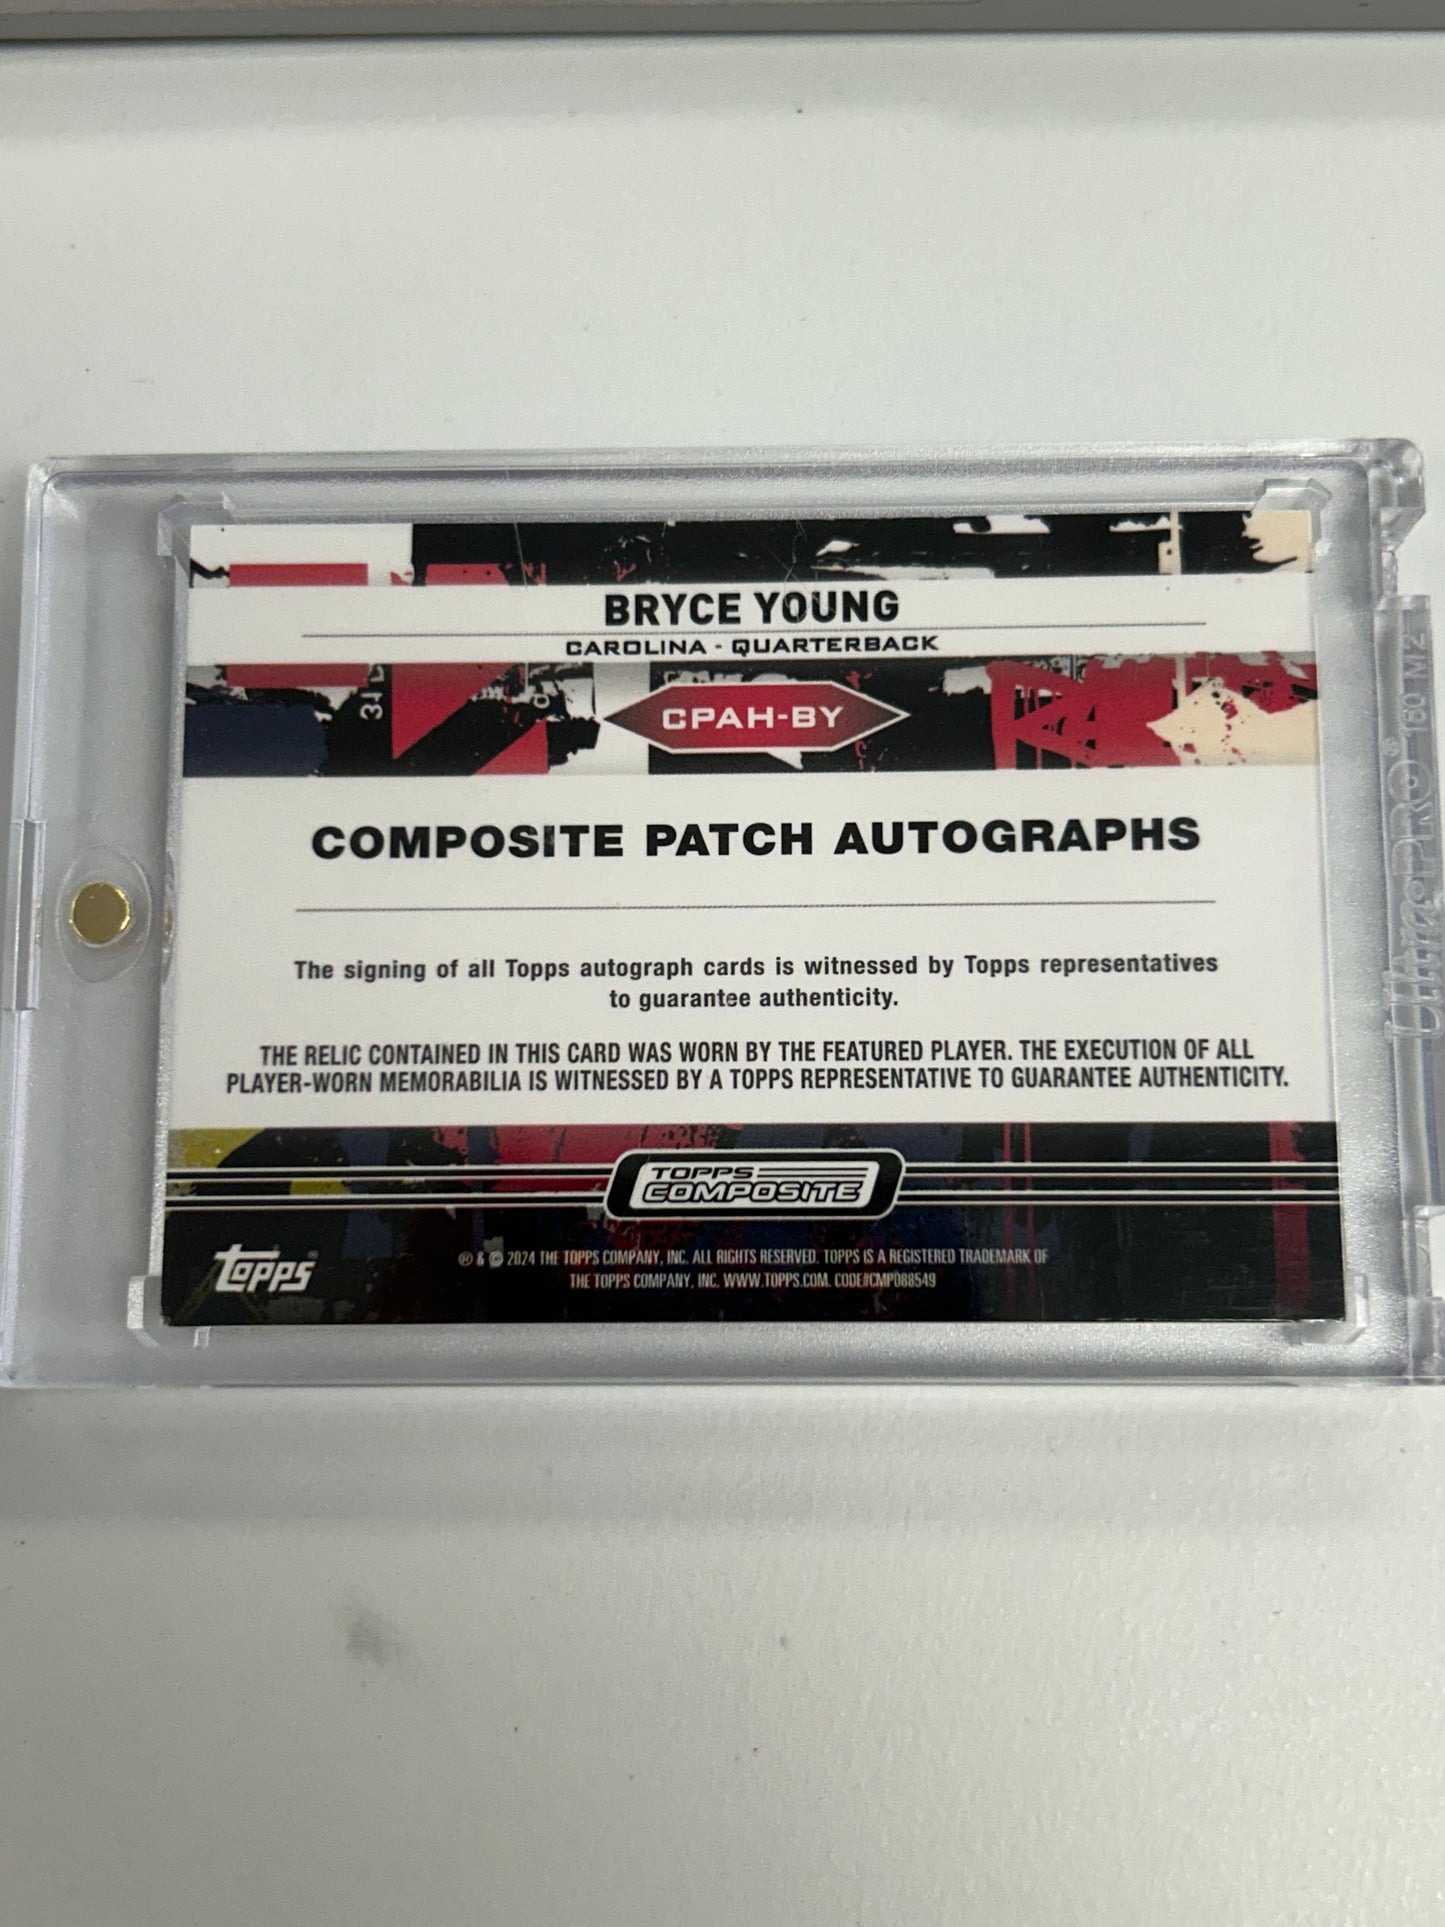 BRYCE YOUNG
CAROLINA - QUARTERBACK
CPAH-BY
COMPOSITE PATCH AUTOGRAPHS
The signing of all Topps autograph cards is witnessed by Topps representatives
to guarantee authenticity.
THE RELIC CONTAINED IN THIS CARD WAS WORN BY THE FEATURED PLAYER. THE EXECUTION OF ALL
PLAYER-WORN MEMORABILIA IS WITNESSED BY A TOPPS REPRESENTATIVE TO GUARANTEE AUTHENTICITY.
TOPPS
COMPOSITE
Topps®
® & © 2024 THE TOPPS COMPANY, INC. ALL RIGHTS RESERVED. TOPPS IS A REGISTERED TRADEMARK OF
THE TOPPS COMPANY, INC. WWW.TOPPS.COM. CODE#CMP088549
Ultra•PRO® 180 M2